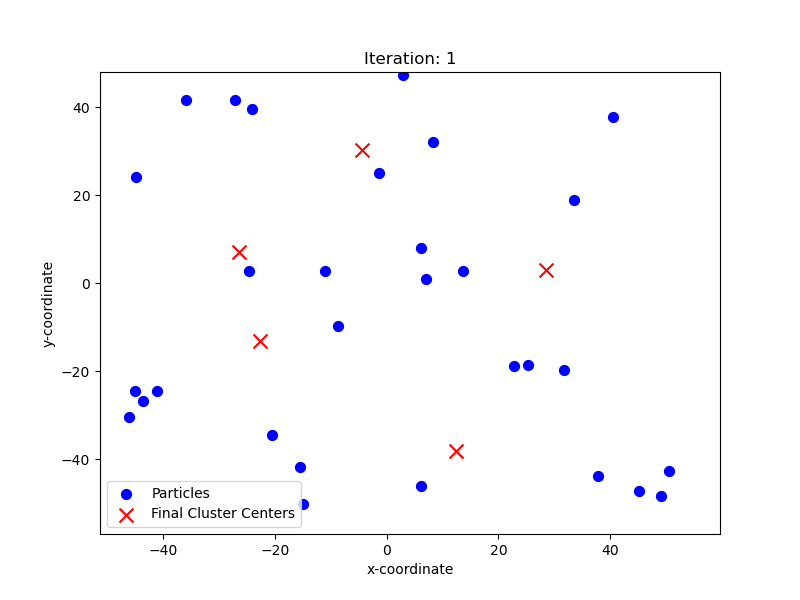 Iteration: 1
40
20
0
−20
−40
y-coordinate
Particles
Final Cluster Centers
−40
−20
0
20
40
x-coordinate